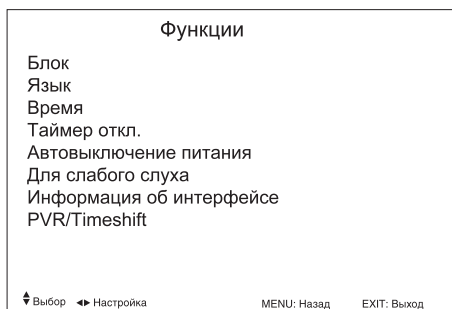 Функции
Блок
Язык
Время
Таймер откл.
Автовыключение питания
Для слабого слуха
Информация об интерфейсе
PVR/Timeshift
Выбор Настройка MENU: Назад EXIT: Выход